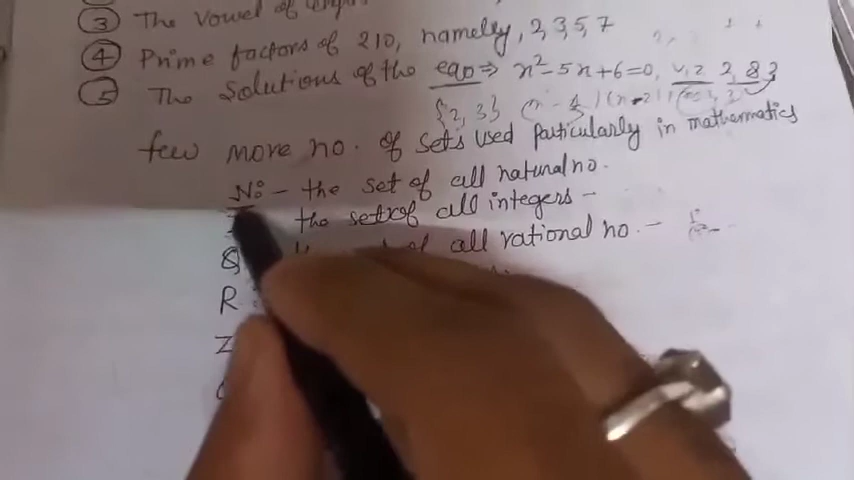 ③ The vowel of
④ Prime factors of 210, namely, 2,3,5,7
⑤ The solutions of the eqn ⇒ x²-5x+6=0, v,z 2, & 3
{2, 3}
few more no. of sets used particularly in mathematics
N: - the set of all natural no.
the set of all integers -
Q of all rational no. -
R
Z